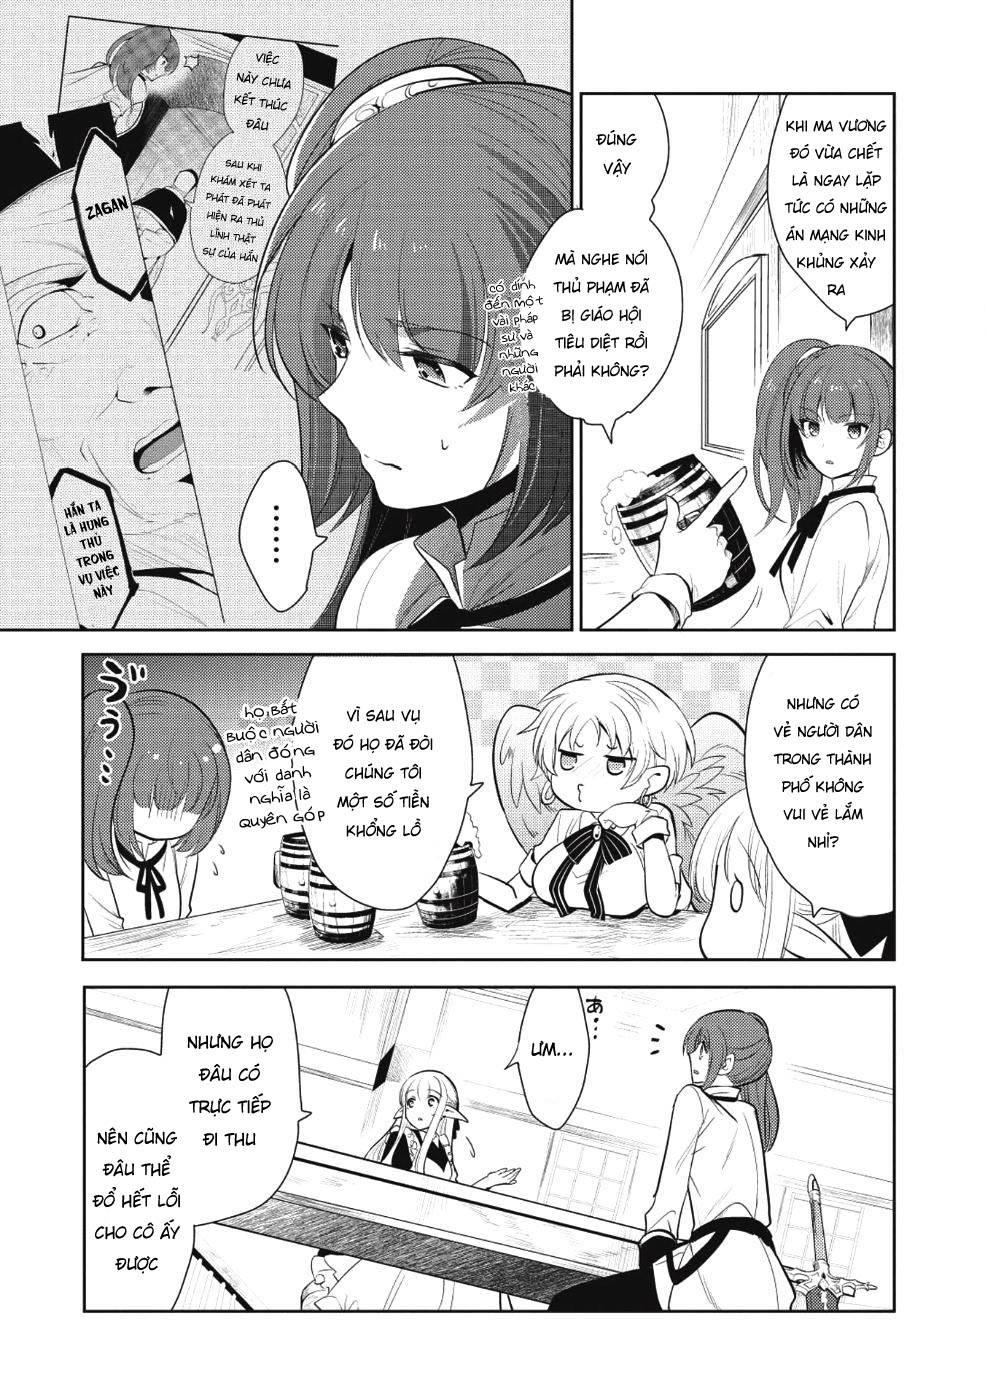 KHI MA VƯƠNG
ĐÓ VỪA CHẾT
LÀ NGAY LẬP
TỨC CÓ NHỮNG
ÁN MẠNG KINH
KHỦNG XẢY
RA
ĐÚNG
VẬY
MÀ NGHE NÓI
THỦ PHẠM ĐÃ
BỊ GIÁO HỘI
TIÊU DIỆT RỒI
PHẢI KHÔNG?
có dính
đến một
vài pháp
sư và
những
người
khác
VIỆC
NÀY CHƯA
KẾT THÚC
ĐÂU
SAU KHI
KHÁM XÉT TA
PHÁT ĐÃ PHÁT
HIỆN RA THỦ
LĨNH THẬT
SỰ CỦA HẮN
ZAGAN
HẮN TA
LÀ HUNG
THỦ TRONG
VỤ VIỆC
NÀY
......
NHƯNG CÓ
VẺ NGƯỜI DÂN
TRONG THÀNH
PHỐ KHÔNG
VUI VẺ LẮM
NHỈ?
VÌ SAU VỤ
ĐÓ HỌ ĐÃ ĐÒI
CHÚNG TÔI
MỘT SỐ TIỀN
KHỔNG LỒ
họ bắt
buộc người
dân đóng
với danh
nghĩa là
quyên góp
ゔぅ…
あ…
ƯM...
NHƯNG HỌ
ĐÂU CÓ
TRỰC TIẾP
ĐI THU
NÊN CŨNG
ĐÂU THỂ
ĐỔ HẾT LỖI
CHO CÔ ẤY
ĐƯỢC